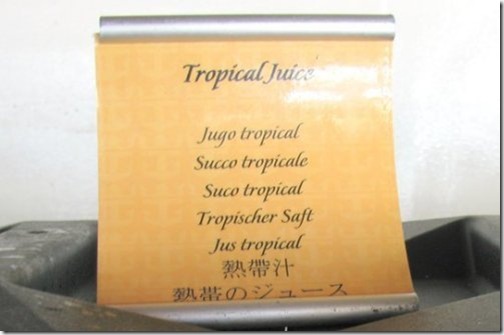 Tropical Juice
Jugo tropical
Succo tropicale
Suco tropical
Tropischer Saft
Jus tropical
熱帶汁
熱帯のジュース